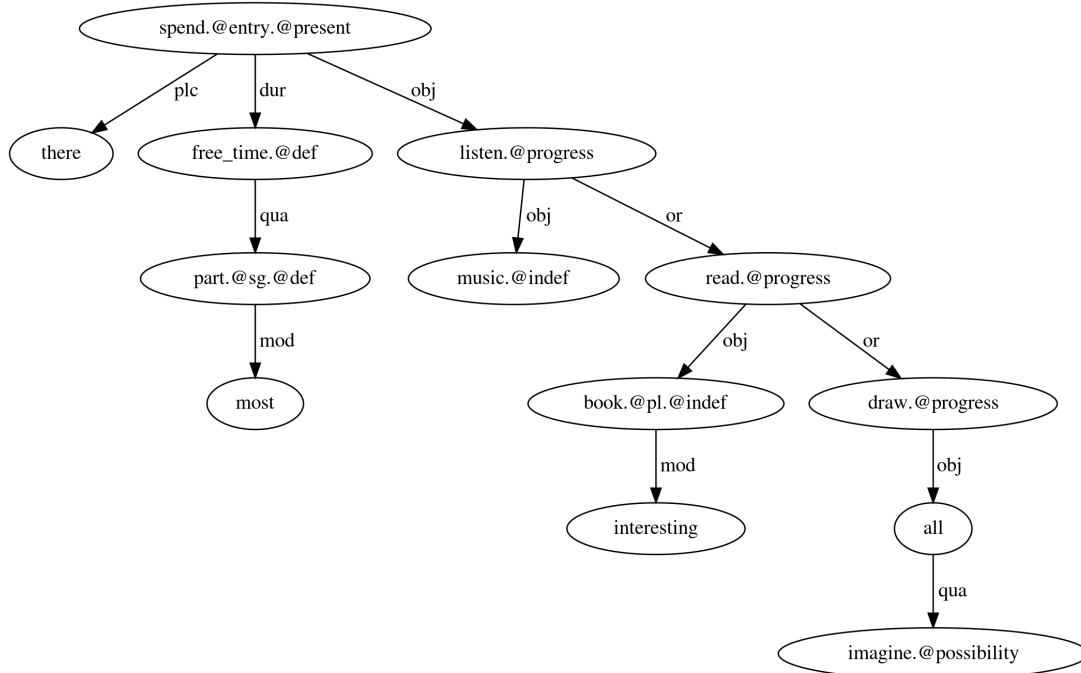 spend.@entry.@present
plc
dur
obj
there
free_time.@def
listen.@progress
qua
obj
or
part.@sg.@def
music.@indef
read.@progress
mod
obj
or
most
book.@pl.@indef
draw.@progress
mod
obj
interesting
all
qua
imagine.@possibility